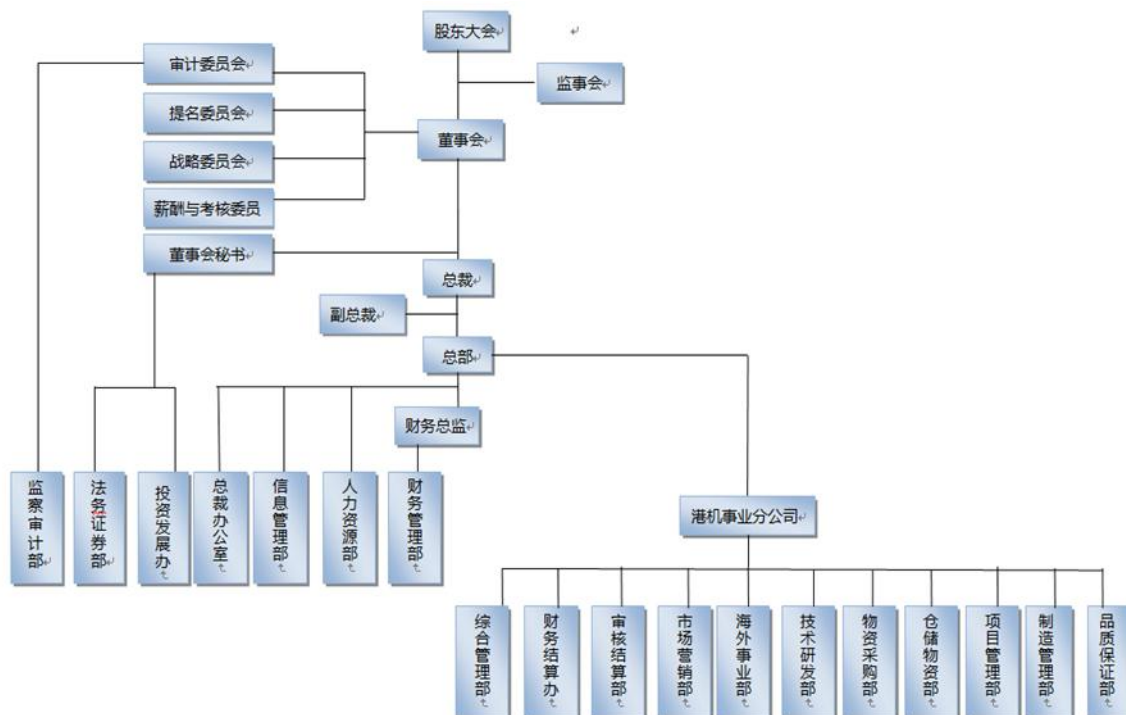 股东大会
审计委员会
监事会
提名委员会
董事会
战略委员会
薪酬与考核委员
董事会秘书
总裁
副总裁
总部
财务总监
监察审计部
法务证券部
投资发展办
总裁办公室
信息管理部
人力资源部
财务管理部
港机事业分公司
综合管理部
财务结算办
审核结算部
市场营销部
海外事业部
技术研发部
物资采购部
仓储物资部
项目管理部
制造管理部
品质保证部